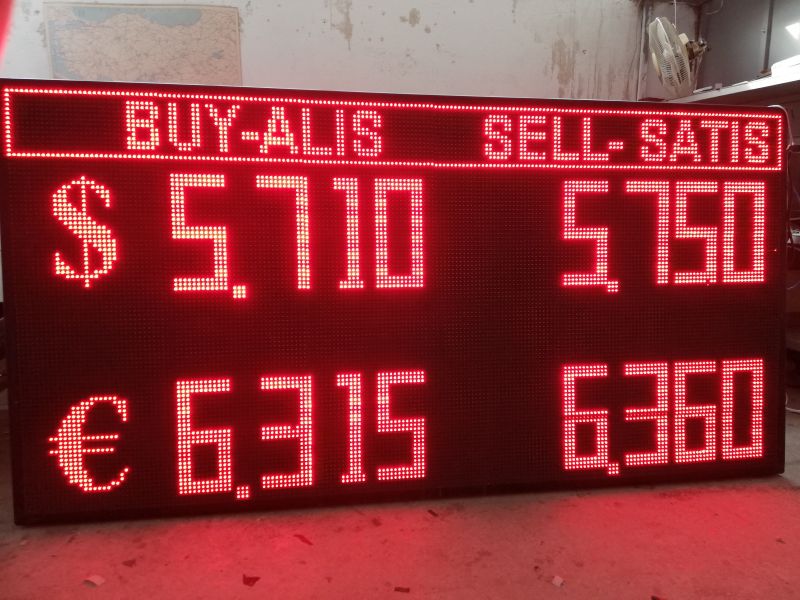 BUY-ALIS SELL-SATIS
$ 5.710 5.750
€ 6.315 6.360